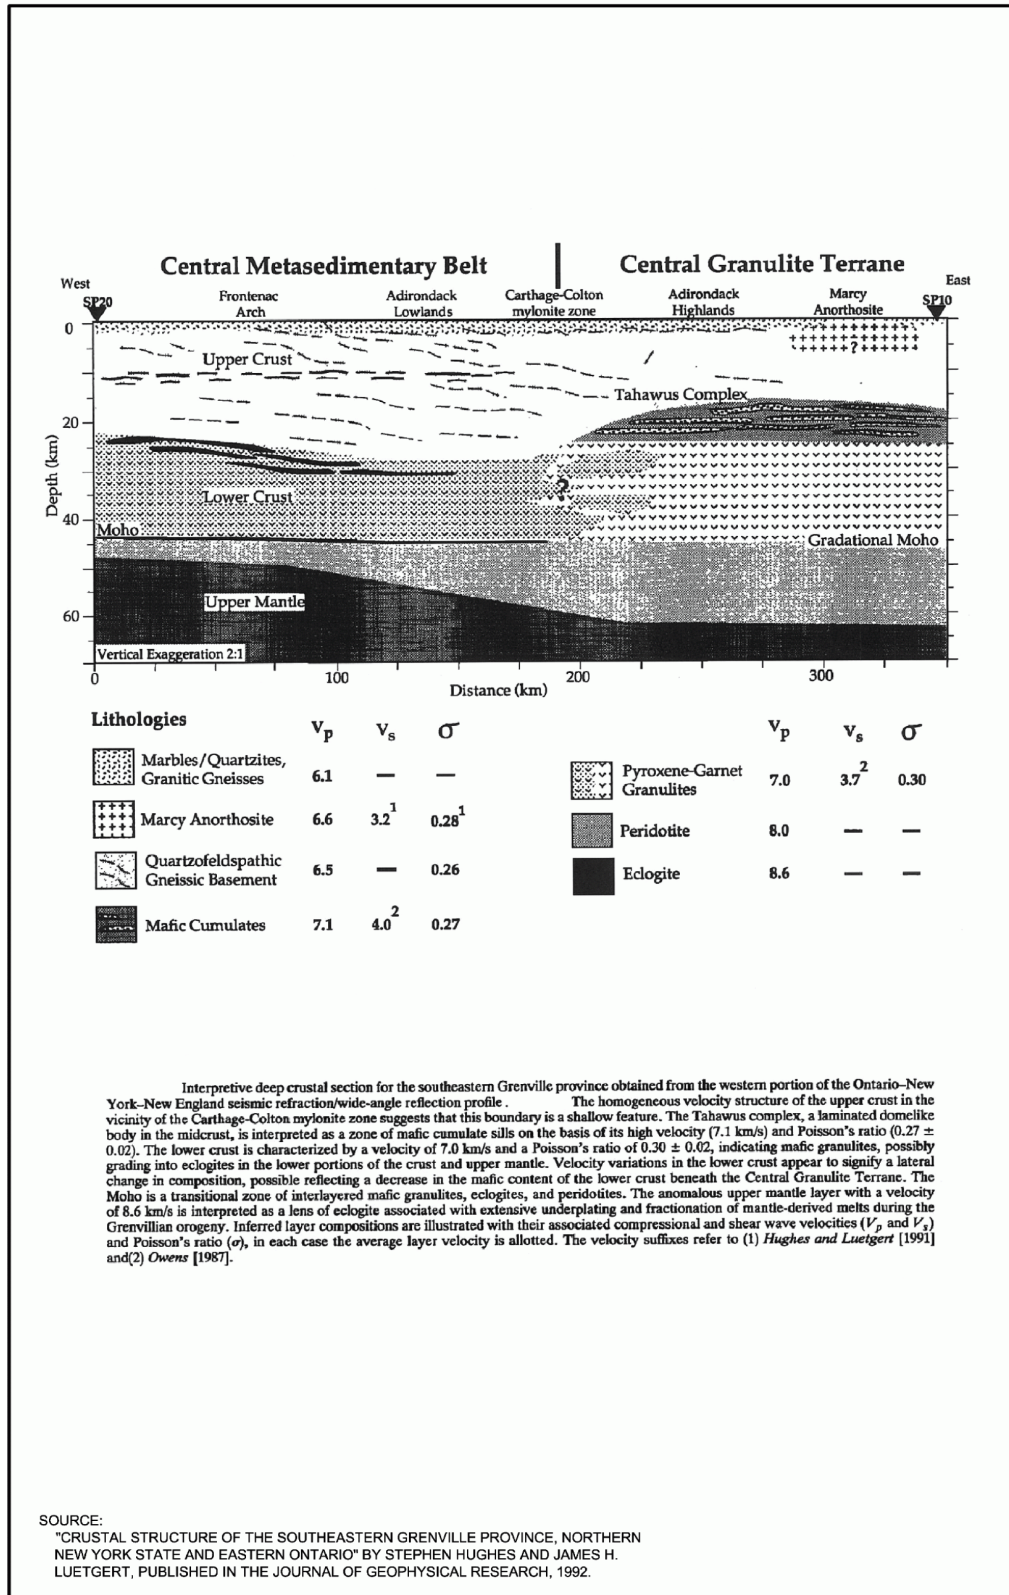 Central Metasedimentary Belt
Central Granulite Terrane
West
East
SP20
Frontenac
Arch
Adirondack
Lowlands
Carthage-Colton
mylonite zone
Adirondack
Highlands
Marcy
Anorthosite
SP10
0
20
40
60
Depth (km)
Upper Crust
?
Tahawus Complex
Lower Crust
?
Moho
Gradational Moho
Upper Mantle
Vertical Exaggeration 2:1
0
100
200
300
Distance (km)
Lithologies
Vp Vs σ
Marbles/Quartzites,
Granitic Gneisses
6.1 — —
Marcy Anorthosite 6.6 3.2¹ 0.28¹
Quartzofeldspathic
Gneissic Basement
6.5 — 0.26
Mafic Cumulates 7.1 4.0² 0.27
Vp Vs σ
Pyroxene-Garnet
Granulites
7.0 3.7² 0.30
Peridotite 8.0 — —
Eclogite 8.6 — —
Interpretive deep crustal section for the southeastern Grenville province obtained from the western portion of the Ontario–New
York–New England seismic refraction/wide-angle reflection profile . The homogeneous velocity structure of the upper crust in the
vicinity of the Carthage-Colton mylonite zone suggests that this boundary is a shallow feature. The Tahawus complex, a laminated domelike
body in the midcrust, is interpreted as a zone of mafic cumulate sills on the basis of its high velocity (7.1 km/s) and Poisson's ratio (0.27 ±
0.02). The lower crust is characterized by a velocity of 7.0 km/s and a Poisson's ratio of 0.30 ± 0.02, indicating mafic granulites, possibly
grading into eclogites in the lower portions of the crust and upper mantle. Velocity variations in the lower crust appear to signify a lateral
change in composition, possible reflecting a decrease in the mafic content of the lower crust beneath the Central Granulite Terrane. The
Moho is a transitional zone of interlayered mafic granulites, eclogites, and peridotites. The anomalous upper mantle layer with a velocity
of 8.6 km/s is interpreted as a lens of eclogite associated with extensive underplating and fractionation of mantle-derived melts during the
Grenvillian orogeny. Inferred layer compositions are illustrated with their associated compressional and shear wave velocities (Vp and Vs)
and Poisson's ratio (σ), in each case the average layer velocity is allotted. The velocity suffixes refer to (1) Hughes and Luetgert [1991]
and(2) Owens [1987].
SOURCE:
"CRUSTAL STRUCTURE OF THE SOUTHEASTERN GRENVILLE PROVINCE, NORTHERN
NEW YORK STATE AND EASTERN ONTARIO" BY STEPHEN HUGHES AND JAMES H.
LUETGERT, PUBLISHED IN THE JOURNAL OF GEOPHYSICAL RESEARCH, 1992.